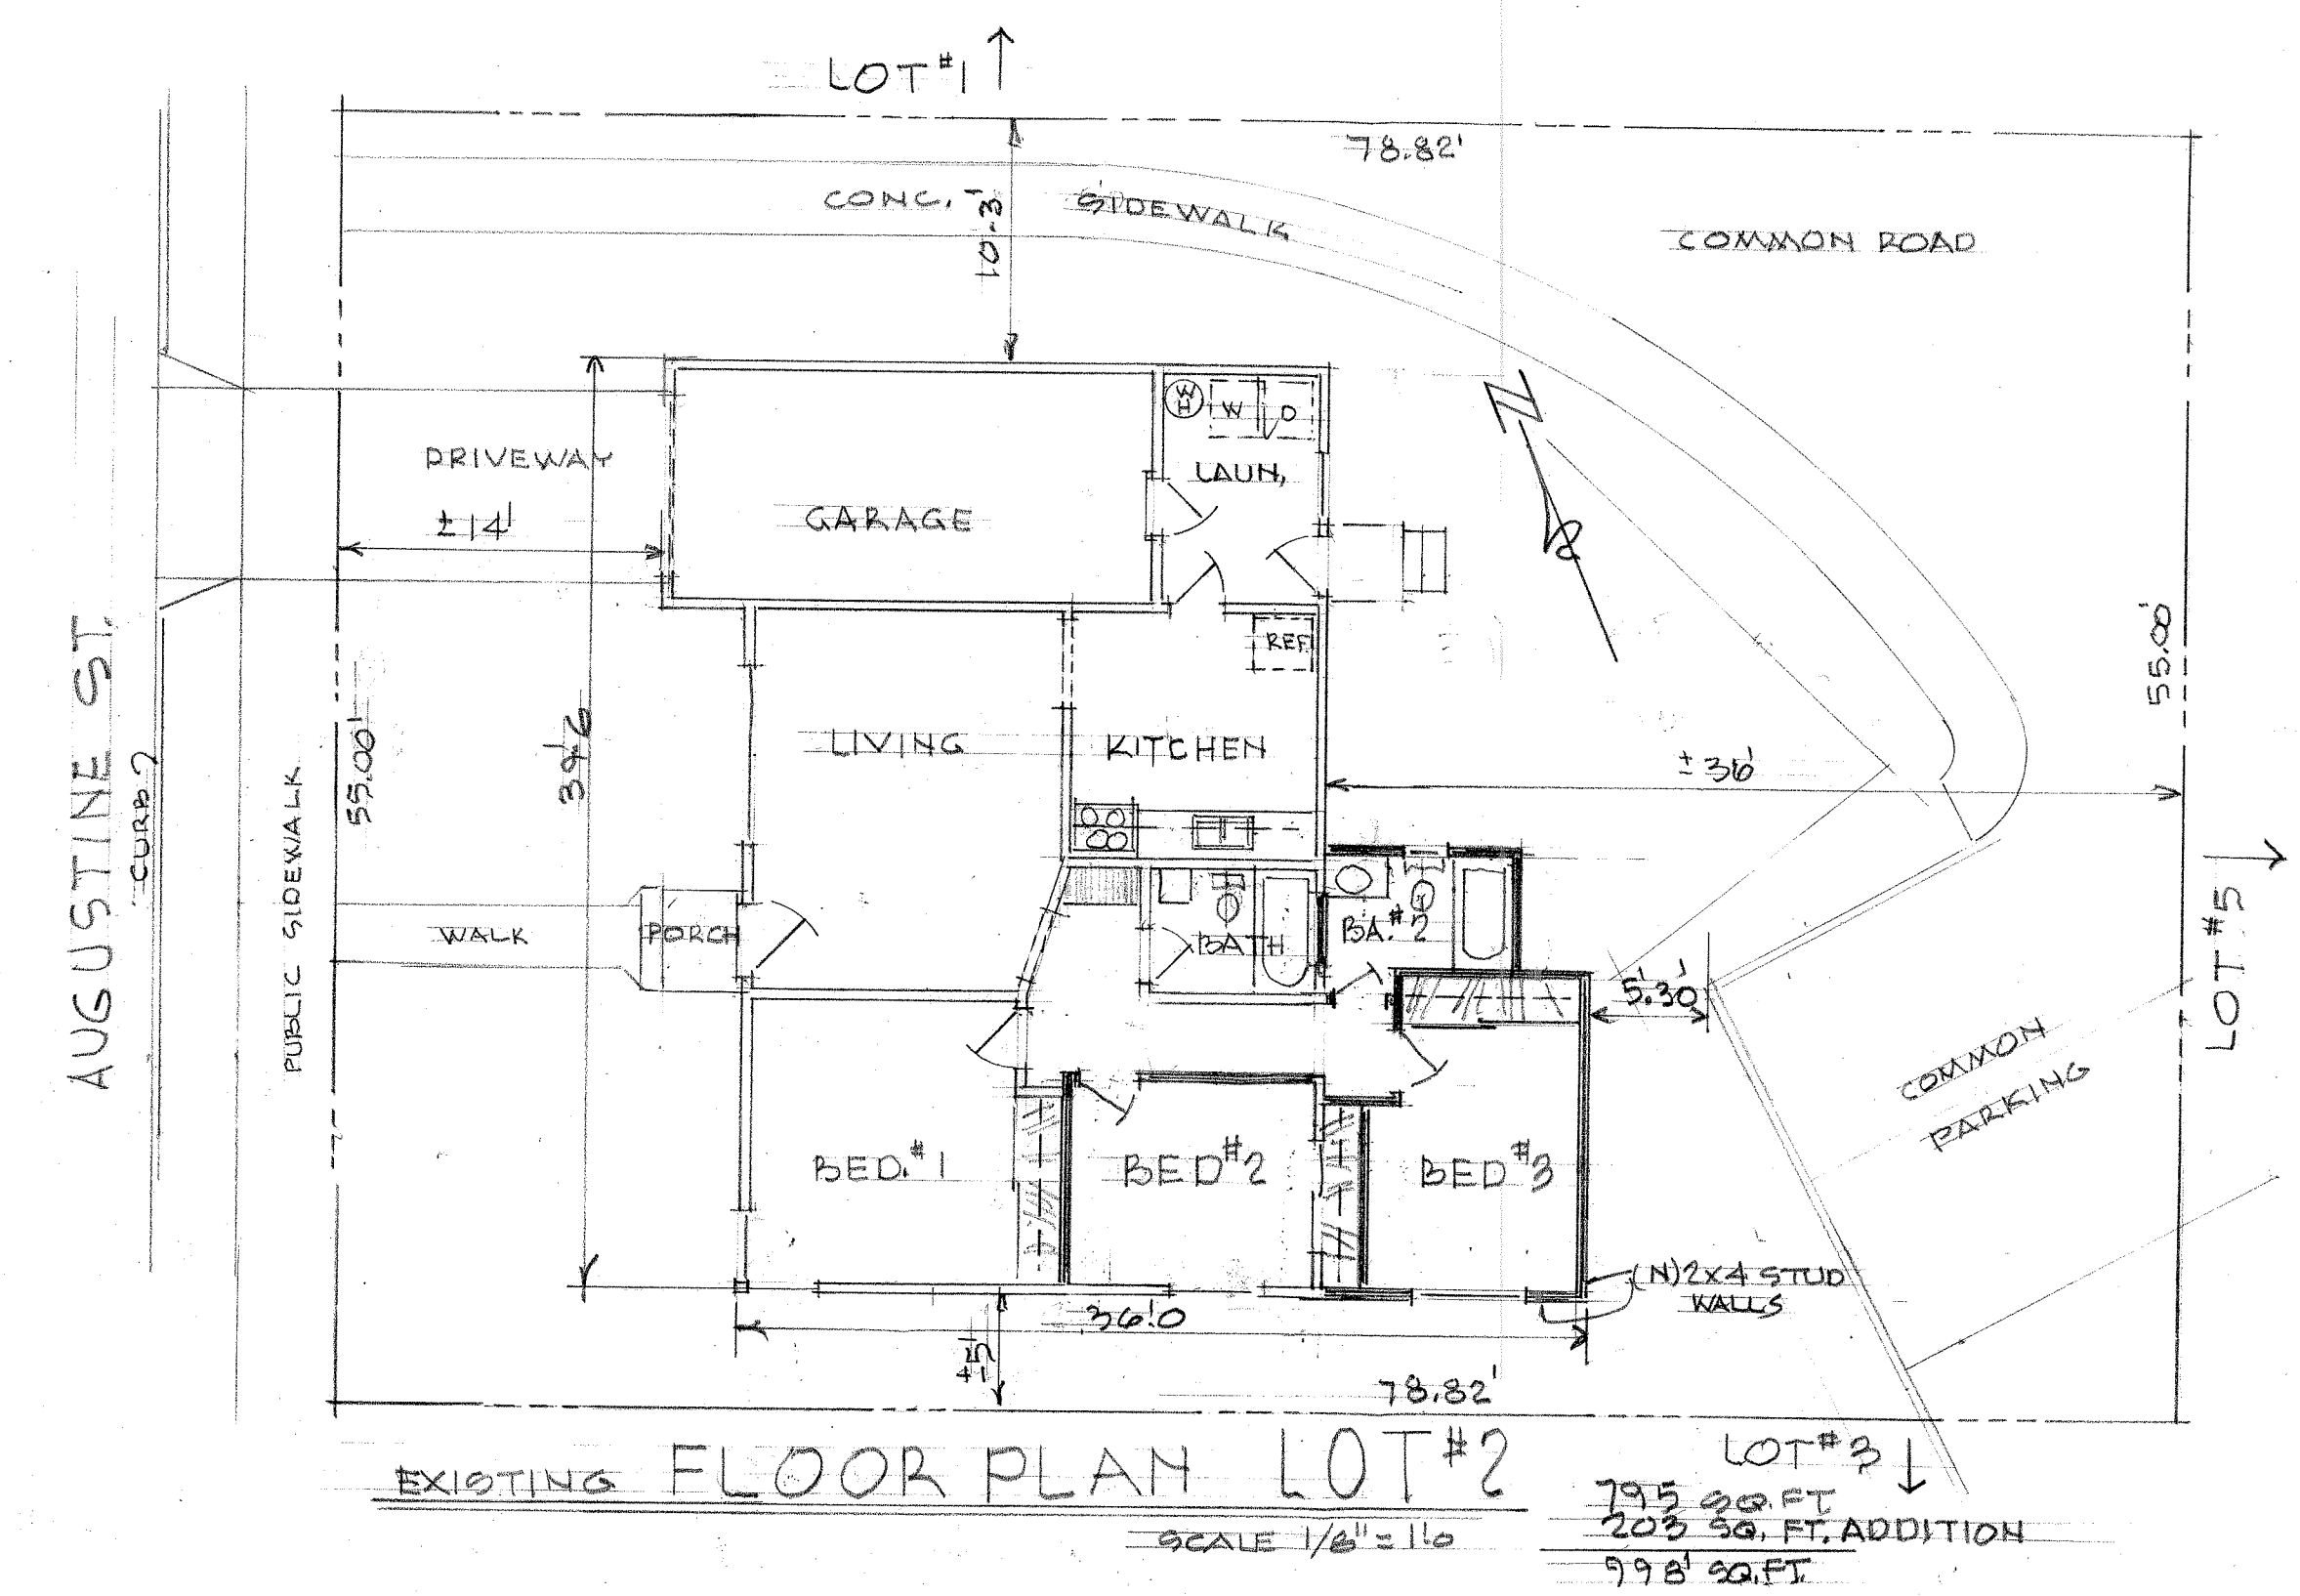 LOT #1
78.82'
CONC. SIDEWALK
10.3'
COMMON ROAD
WH
W
D
LAUN,
DRIVEWAY
±14'
GARAGE
REF.
55.00'
55.00'
39'-6
LIVING
KITCHEN
±36'
AUGUSTINE ST.
CURB
PUBLIC SIDEWALK
WALK
PORCH
BATH
BA.#2
5.30'
LOT #5
COMMON
PARKING
BED.#1
BED#2
BED#3
(N)2x4 STUD
WALLS
36'.0
±5'
78.82'
LOT#3
EXISTING FLOOR PLAN LOT#2
SCALE 1/8"=1'0
795 SQ.FT
203 SQ. FT. ADDITION
998' SQ.FT.